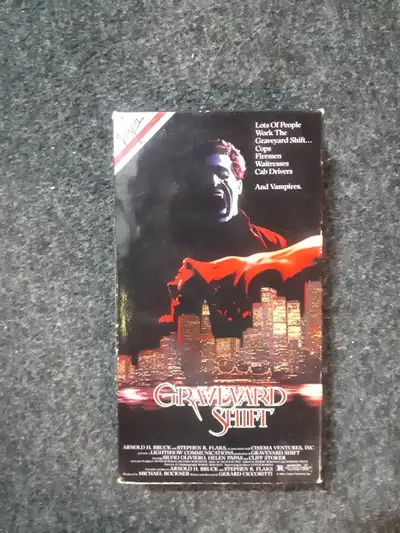 Lots Of People
Work The
Graveyard Shift...
Cops
Firemen
Waitresses
Cab Drivers
And Vampires.
GRAVEYARD
SHIFT
ARNOLD H. BRUCK AND STEPHEN R. FLAKS, CINEMA VENTURES, INC.
LIGHTSHOW COMMUNICATIONS GRAVEYARD SHIFT
SILVIO OLIVIERO, HELEN PAPAS AND CLIFF STOKER
ARNOLD H. BRUCK AND STEPHEN R. FLAKS
MICHAEL BOCKNER GERARD CICCORITTI
R